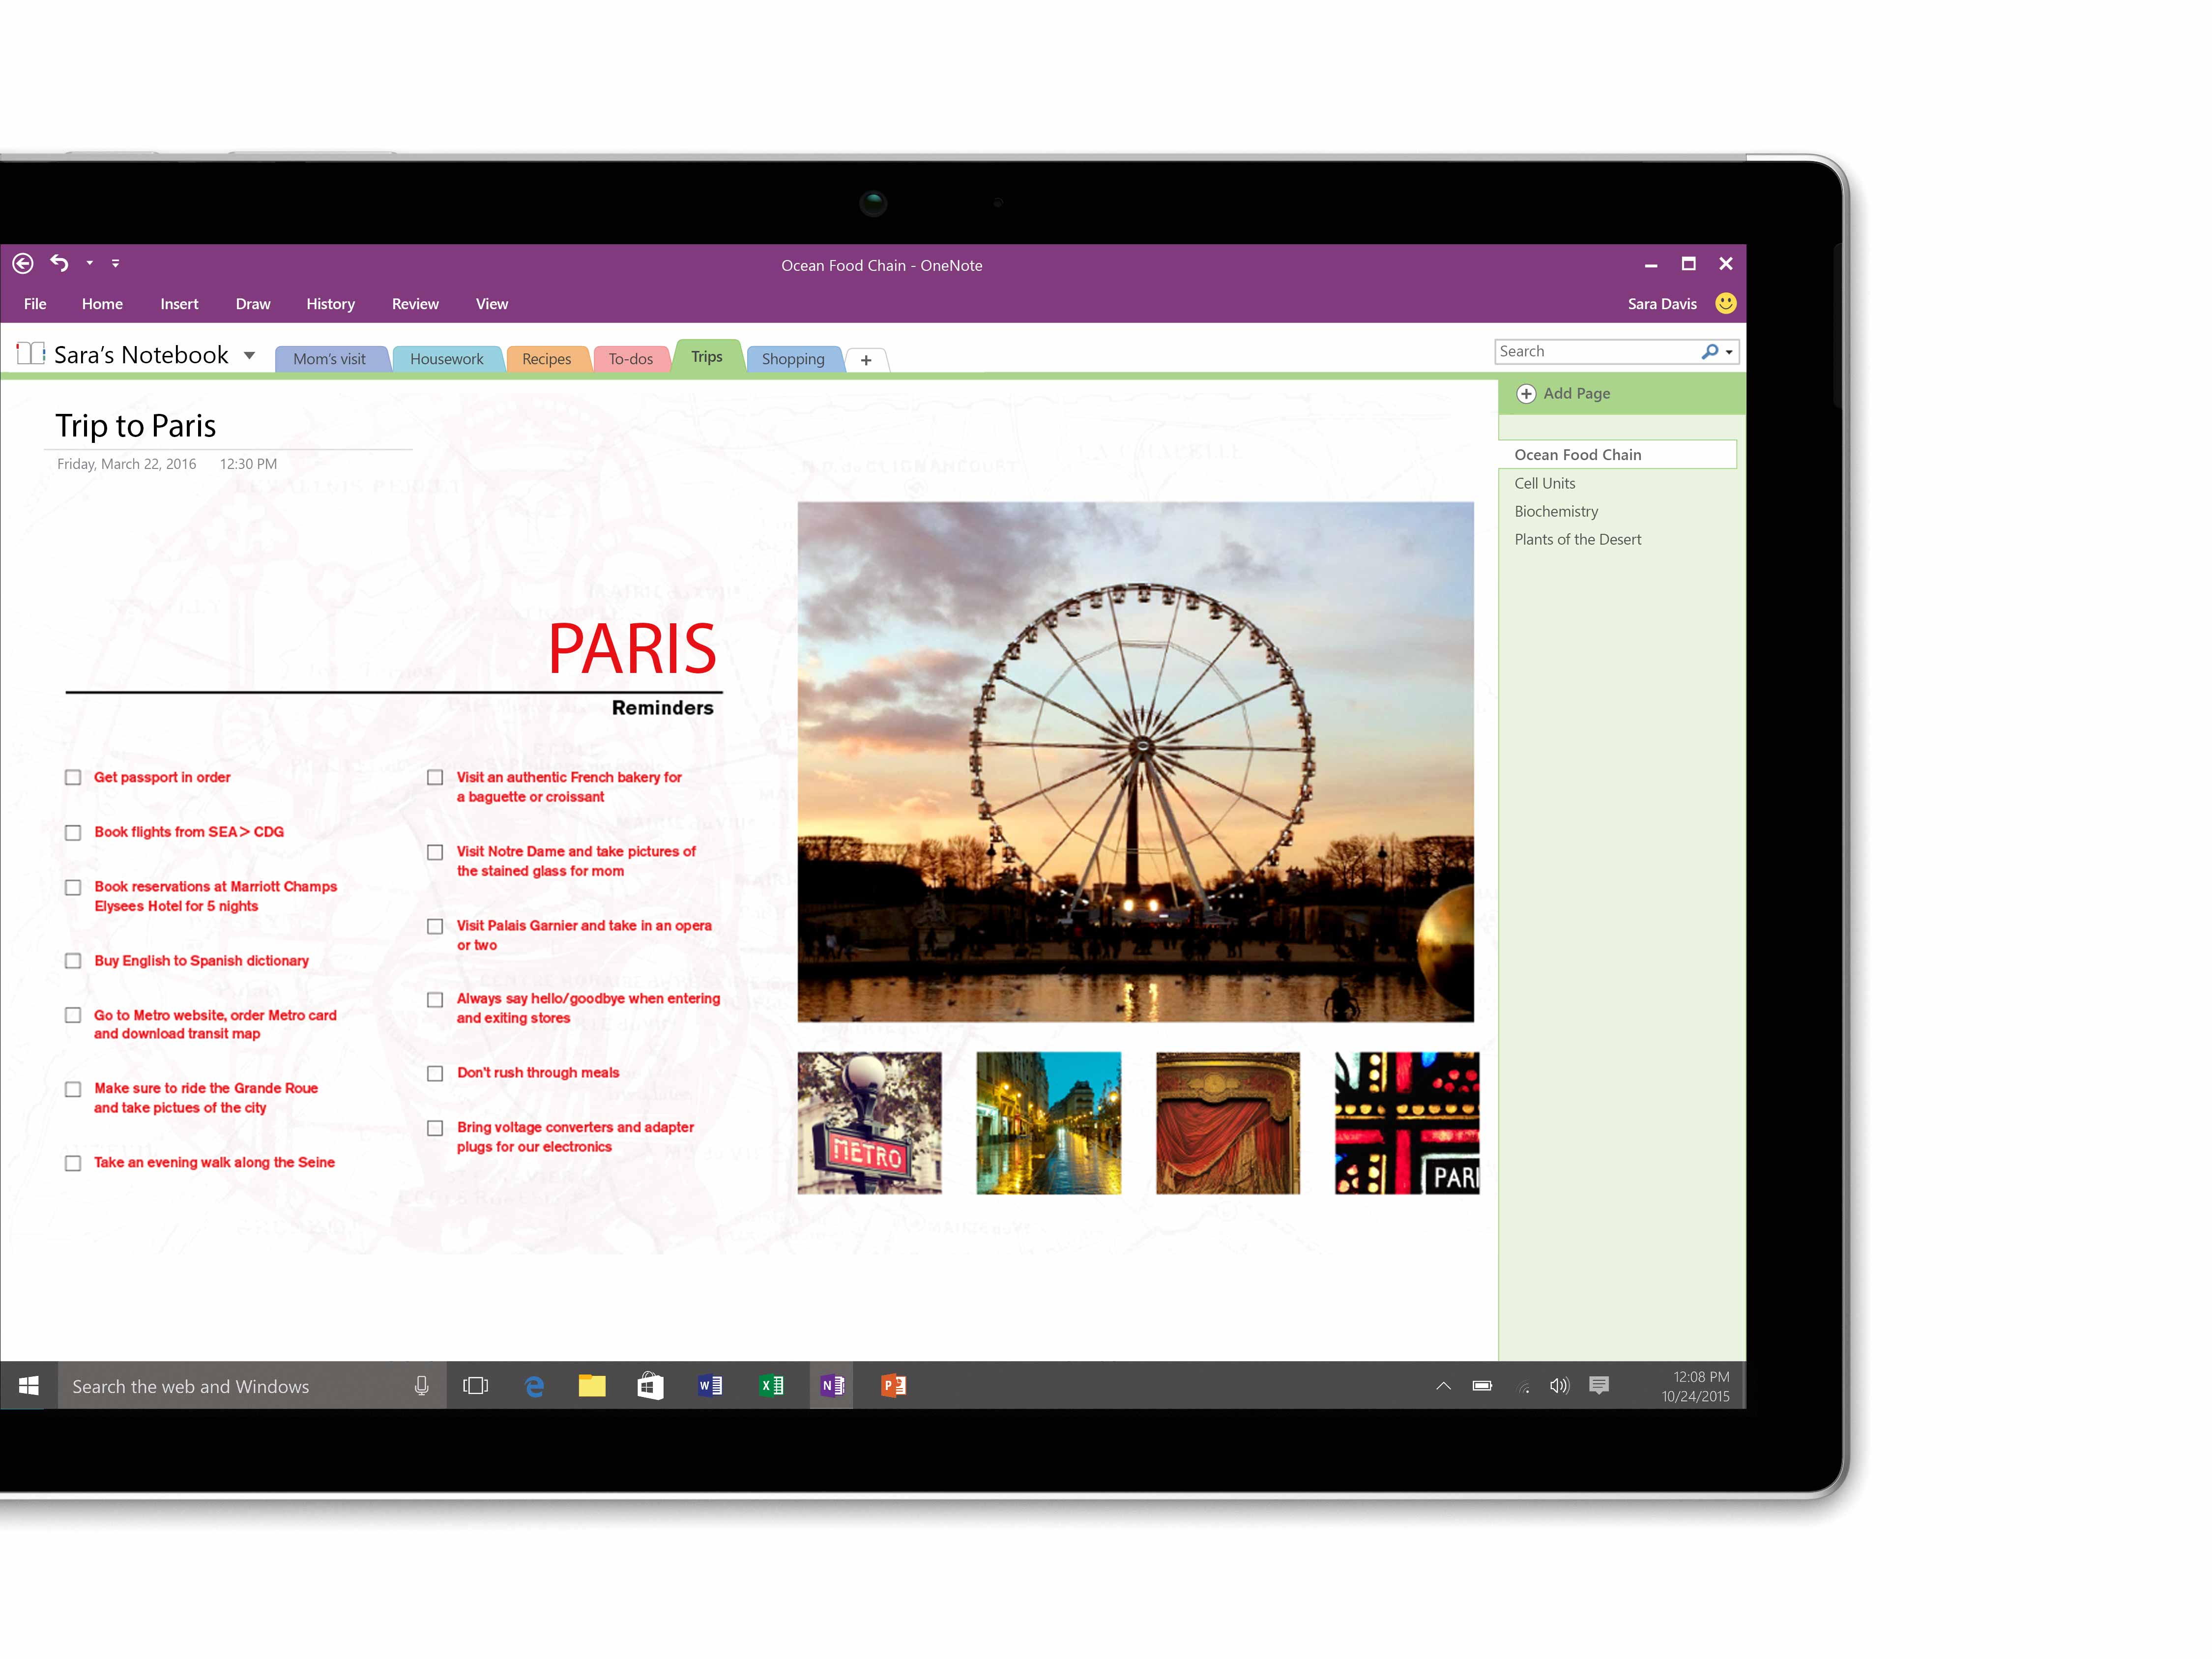 Ocean Food Chain - OneNote
File Home Insert Draw History Review View Sara Davis
Sara's Notebook Mom's visit Housework Recipes To-dos Trips Shopping + Search
Add Page
Trip to Paris
Friday, March 22, 2016 12:30 PM
Ocean Food Chain
Cell Units
Biochemistry
Plants of the Desert
PARIS
Reminders
Get passport in order
Book flights from SEA> CDG
Book reservations at Marriott Champs
Elysees Hotel for 5 nights
Buy English to Spanish dictionary
Go to Metro website, order Metro card
and download transit map
Make sure to ride the Grande Roue
and take pictues of the city
Take an evening walk along the Seine
Visit an authentic French bakery for
a baguette or croissant
Visit Notre Dame and take pictures of
the stained glass for mom
Visit Palais Garnier and take in an opera
or two
Always say hello/goodbye when entering
and exiting stores
Don't rush through meals
Bring voltage converters and adapter
plugs for our electronics
METRO
PARI
Search the web and Windows
12:08 PM
10/24/2015